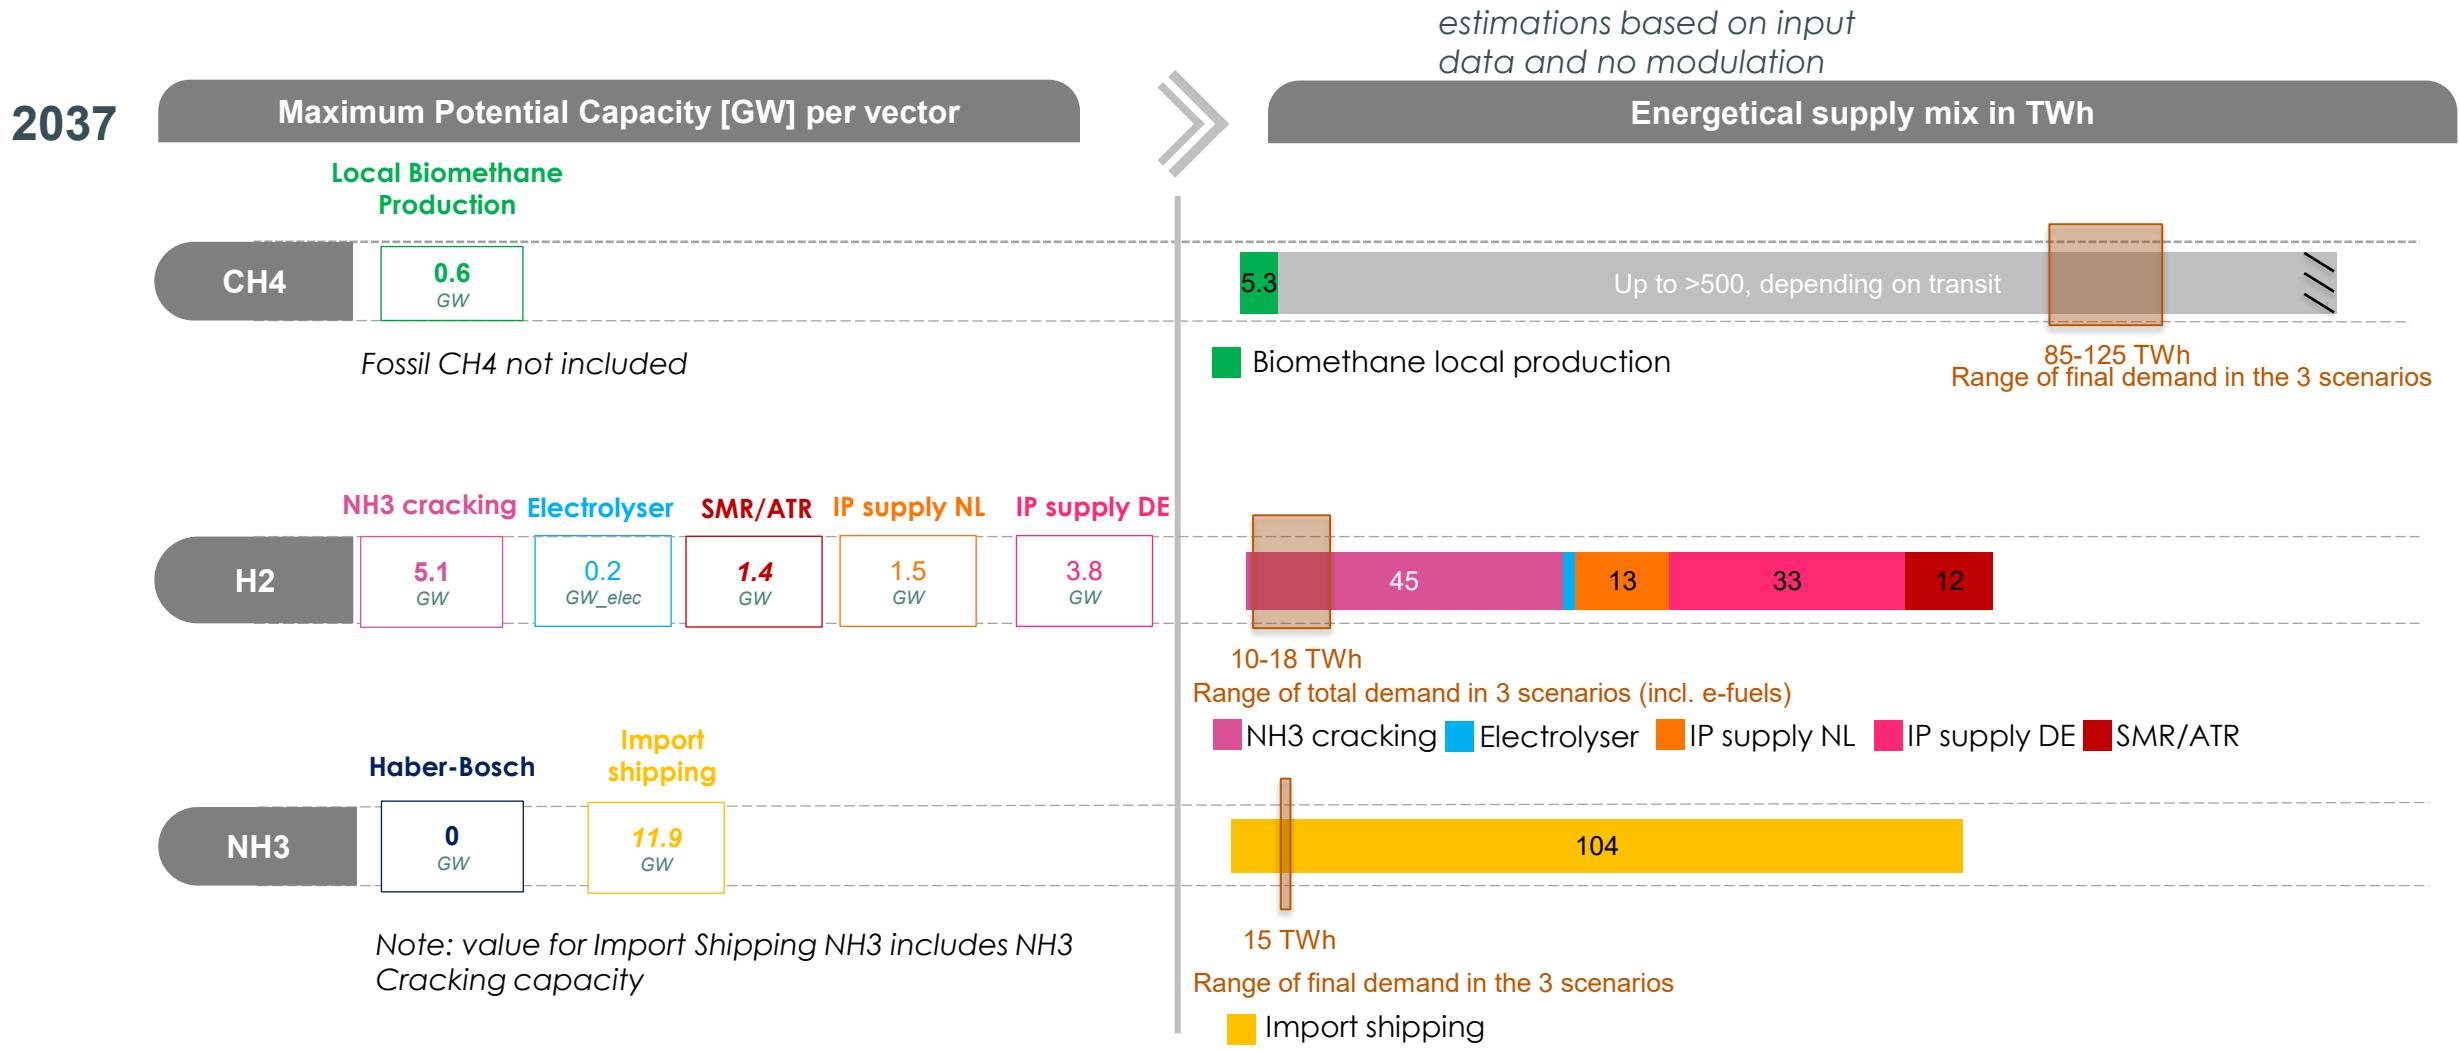 estimations based on input
data and no modulation
2037
Maximum Potential Capacity [GW] per vector
Energetical supply mix in TWh
Local Biomethane
Production
CH4
0.6
GW
5.3
Up to >500, depending on transit
Fossil CH4 not included
Biomethane local production
85-125 TWh
Range of final demand in the 3 scenarios
NH3 cracking
Electrolyser
SMR/ATR
IP supply NL
IP supply DE
H2
5.1
GW
0.2
GW_elec
1.4
GW
1.5
GW
3.8
GW
45
13
33
12
10-18 TWh
Range of total demand in 3 scenarios (incl. e-fuels)
NH3 cracking
Electrolyser
IP supply NL
IP supply DE
SMR/ATR
Haber-Bosch
Import
shipping
NH3
0
GW
11.9
GW
104
Note: value for Import Shipping NH3 includes NH3
Cracking capacity
15 TWh
Range of final demand in the 3 scenarios
Import shipping